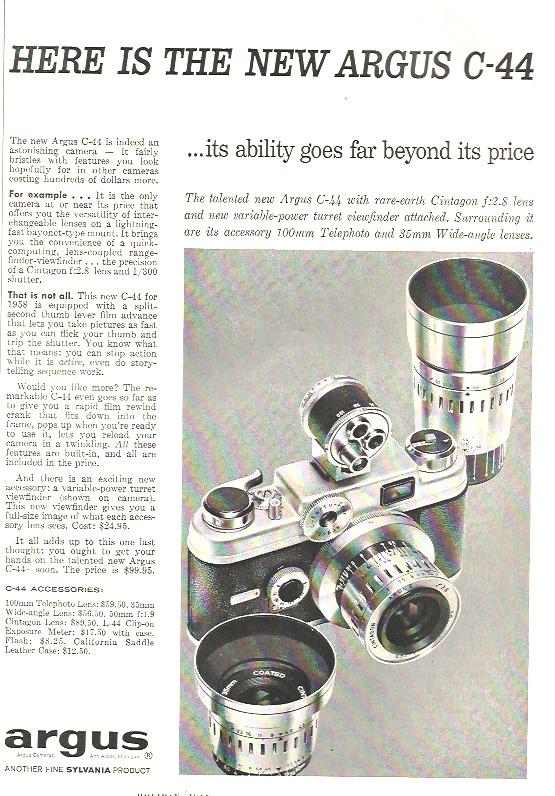 HERE IS THE NEW ARGUS C-44
...its ability goes far beyond its price
The talented new Argus C-44 with rare-earth Cintagon f:2.8 lens
and new variable-power turret viewfinder attached. Surrounding it
are its accessory 100mm Telephoto and 35mm Wide-angle lenses.
The new Argus C-44 is indeed an
astonishing camera — it fairly
bristles with features you look
hopefully for in other cameras
costing hundreds of dollars more.
For example . . . It is the only
camera at or near its price that
offers you the versatility of inter-
changeable lenses on a lightning-
fast bayonet-type mount. It brings
you the convenience of a quick-
computing, lens-coupled range-
finder-viewfinder . . . the precision
of a Cintagon f:2.8 lens and 1/300
shutter.
That is not all. This new C-44 for
1958 is equipped with a split-
second thumb lever film advance
that lets you take pictures as fast
as you can flick your thumb and
trip the shutter. You know what
that means: you can stop action
while it is active, even do story-
telling sequence work.
Would you like more? The re-
markable C-44 even goes so far as
to give you a rapid film rewind
crank that fits down into the
frame, pops up when you're ready
to use it, lets you reload your
camera in a twinkling. All these
features are built-in, and all are
included in the price.
And there is an exciting new
accessory: a variable-power turret
viewfinder (shown on camera).
This new viewfinder gives you a
full-size image of what each acces-
sory lens sees. Cost: $24.95.
It all adds up to this one last
thought: you ought to get your
hands on the talented new Argus
C-44– soon. The price is $99.95.
C-44 ACCESSORIES:
100mm Telephoto Lens: $59.50. 35mm
Wide-angle Lens: $56.50. 50mm f:1.9
Cintagon Lens: $89.50. L-44 Clip-on
Exposure Meter: $17.50 with case.
Flash: $8.25. California Saddle
Leather Case: $12.50.
argus ®
Argus Cameras, Ann Arbor, Michigan
ANOTHER FINE SYLVANIA PRODUCT
35mm COATED
CINTAGON
HOLIDAY